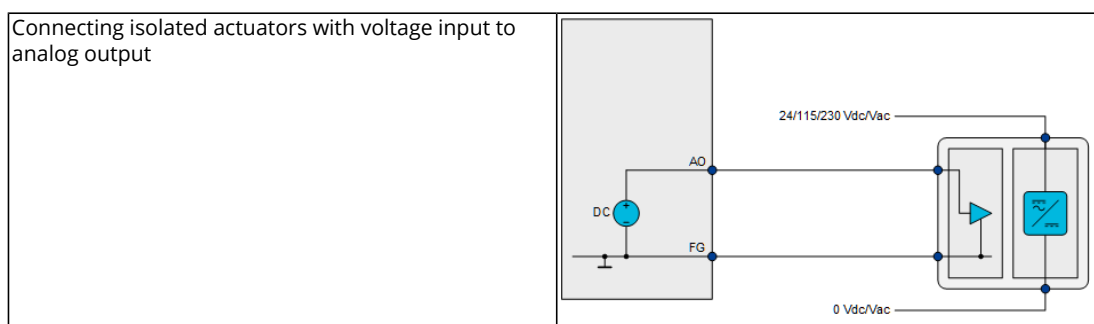 Connecting isolated actuators with voltage input to
analog output
24/115/230 Vdc/Vac
AO
DC
+
-
FG
0 Vdc/Vac